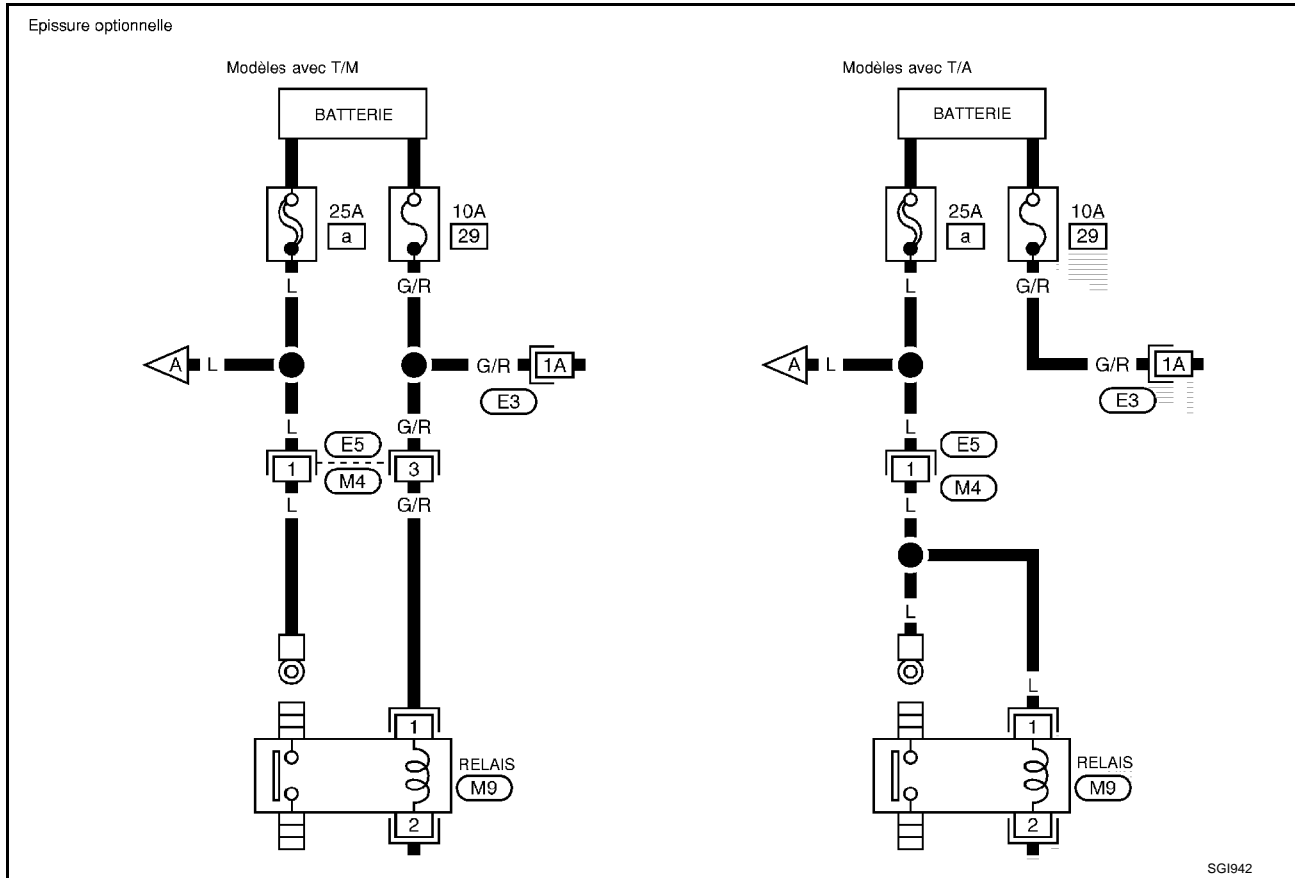 Epissure optionnelle
Modèles avec T/M
BATTERIE
25A
a
10A
29
L
G/R
A
L
G/R
1A
E3
L
G/R
E5
1
3
M4
L
G/R
1
RELAIS
M9
2
Modèles avec T/A
BATTERIE
25A
a
10A
29
L
G/R
A
L
G/R
1A
E3
L
E5
1
M4
L
L
L
1
RELAIS
M9
2
SGI942